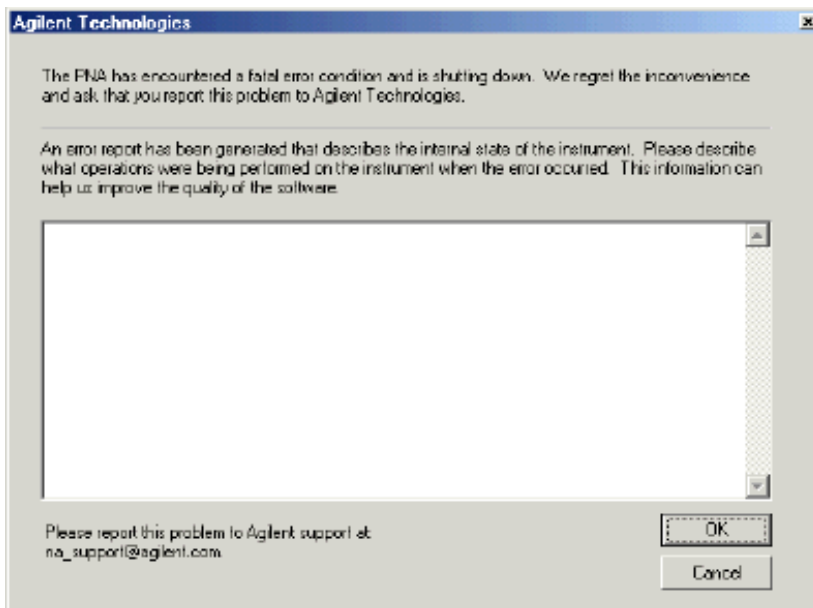 Agilent Technologies
The PNA has encountered a fatal error condition and is shutting down. We regret the inconvenience
and ask that you report this problem to Agilent Technologies.
An error report has been generated that describes the internal state of the instrument. Please describe
what operations were being performed on the instrument when the error occurred. This information can
help us improve the quality of the software.
Please report this problem to Agilent support at:
na_support@agilent.com
OK
Cancel